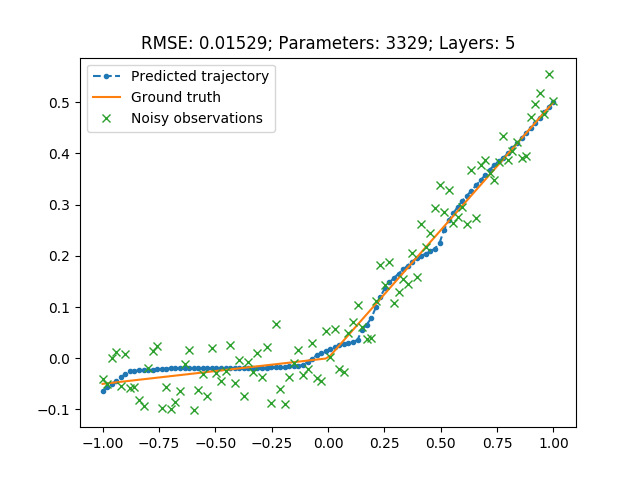 RMSE: 0.01529; Parameters: 3329; Layers: 5
Predicted trajectory
Ground truth
Noisy observations
0.5
0.4
0.3
0.2
0.1
0.0
−0.1
−1.00 −0.75 −0.50 −0.25 0.00 0.25 0.50 0.75 1.00